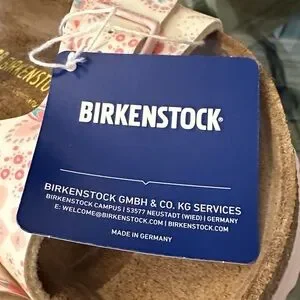 BIRKENSTOCK
BIRKENSTOCK®
BIRKENSTOCK GMBH & CO. KG SERVICES
BIRKENSTOCK CAMPUS | 53577 NEUSTADT (WIED) | GERMANY
E: WELCOME@BIRKENSTOCK.COM | BIRKENSTOCK.COM
MADE IN GERMANY